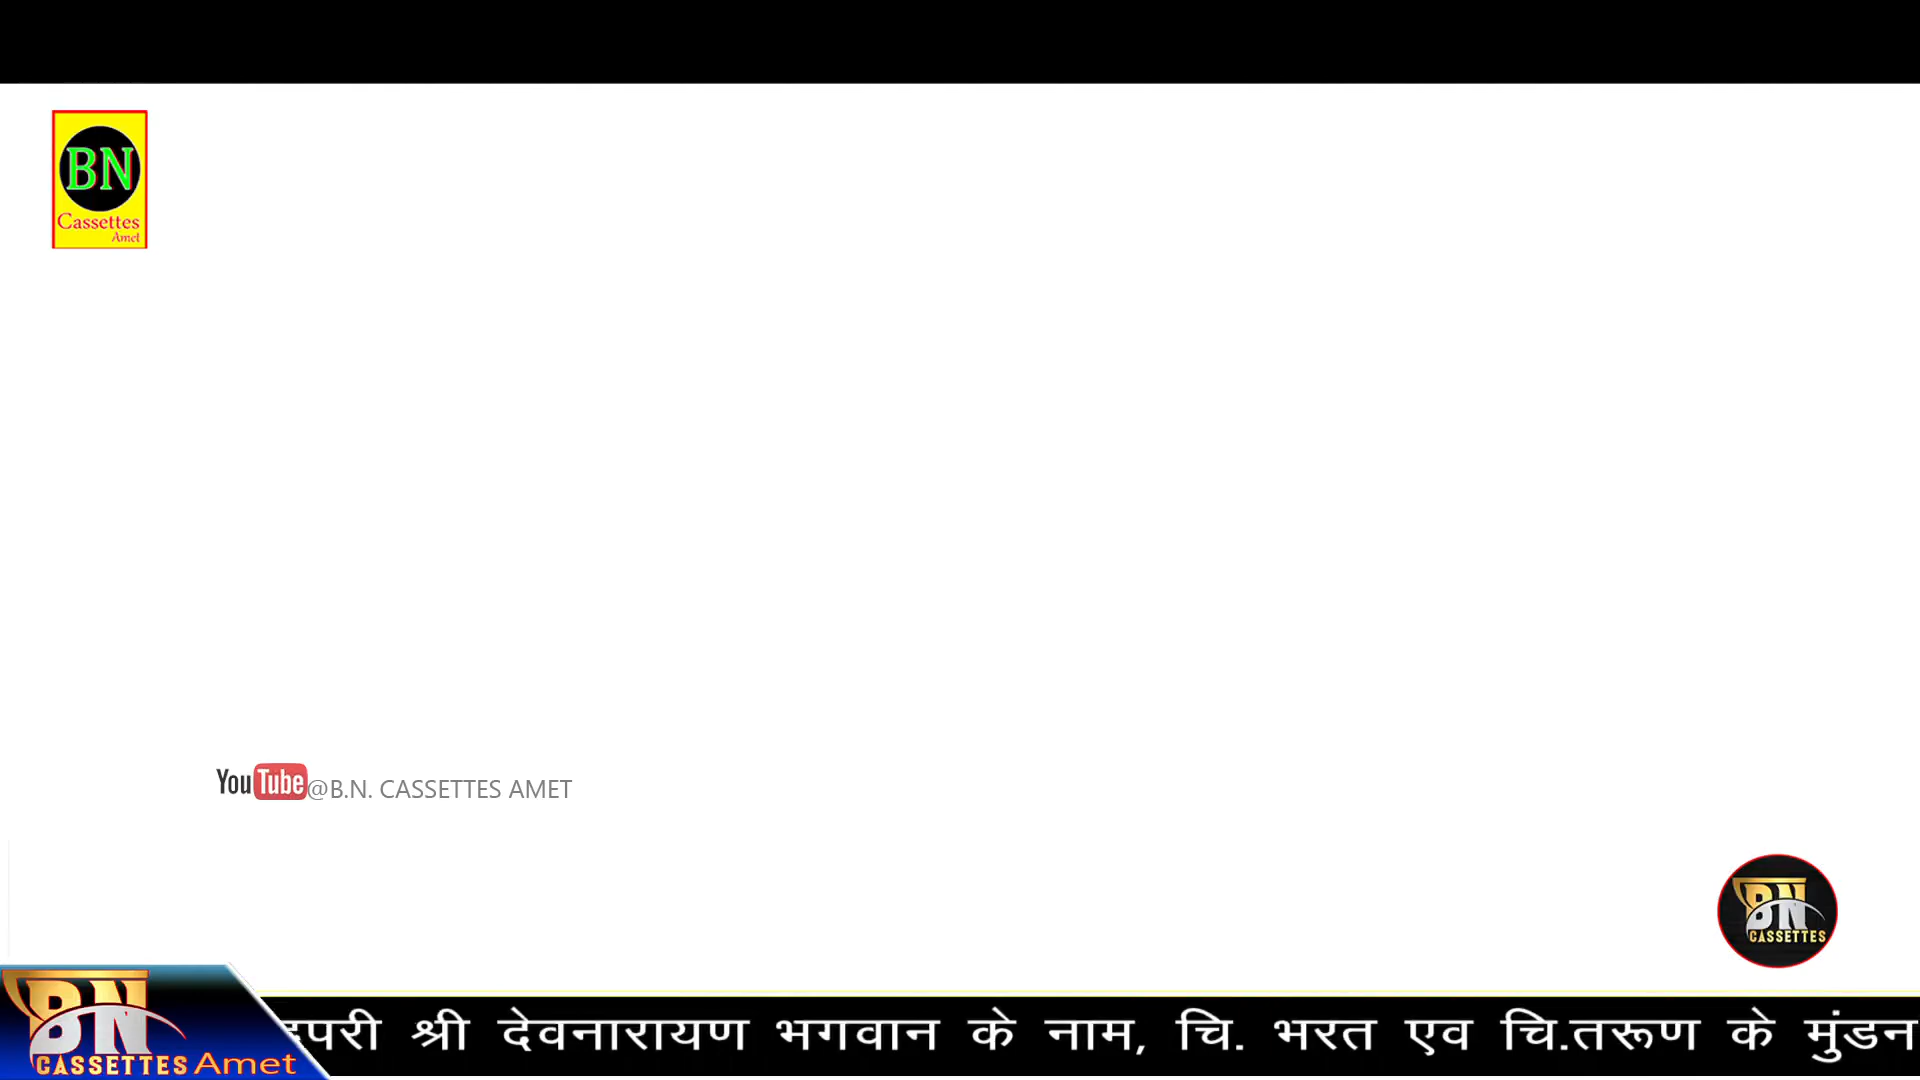 BN
Cassettes
Amet
YouTube@B.N. CASSETTES AMET
BN
CASSETTES
BN
CASSETTES Amet
श्री देवनारायण भगवान के नाम, चि. भरत एव चि.तरूण के मुंडन